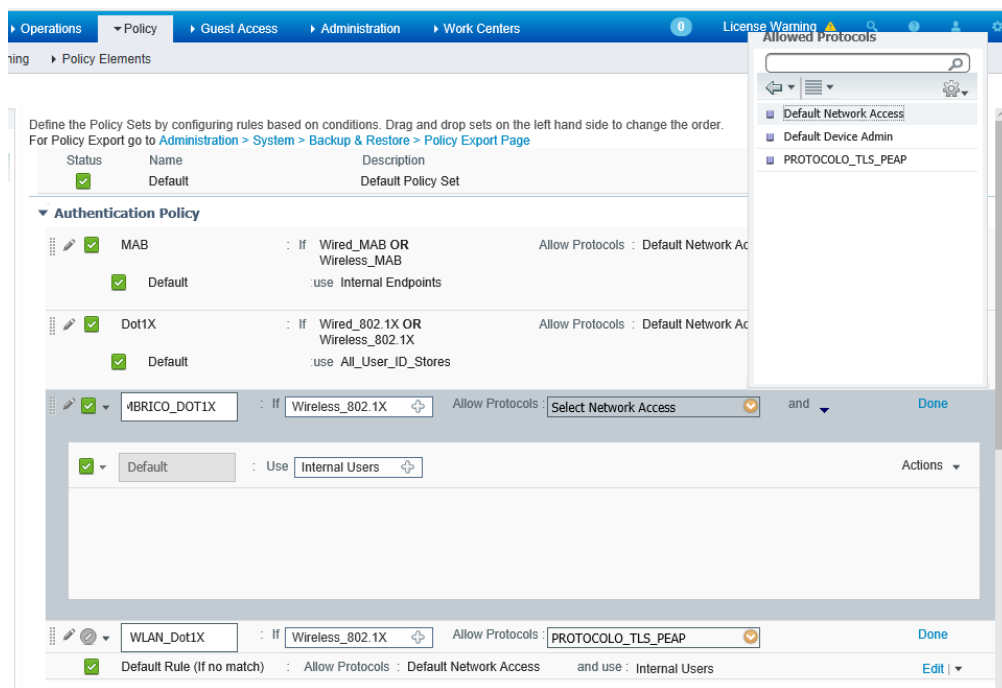 Operations Policy Guest Access Administration Work Centers 0 License Warning
ning Policy Elements
Allowed Protocols
Default Network Access
Default Device Admin
PROTOCOLO_TLS_PEAP
Define the Policy Sets by configuring rules based on conditions. Drag and drop sets on the left hand side to change the order.
For Policy Export go to Administration > System > Backup & Restore > Policy Export Page
Status Name Description
Default Default Policy Set
Authentication Policy
MAB : If Wired_MAB OR Allow Protocols : Default Network Ac
Wireless_MAB
Default :use Internal Endpoints
Dot1X : If Wired_802.1X OR Allow Protocols : Default Network Ac
Wireless_802.1X
Default :use All_User_ID_Stores
MBRICO_DOT1X : If Wireless_802.1X Allow Protocols : Select Network Access and Done
Default : Use Internal Users Actions
WLAN_Dot1X : If Wireless_802.1X Allow Protocols : PROTOCOLO_TLS_PEAP Done
Default Rule (If no match) : Allow Protocols : Default Network Access and use : Internal Users Edit |